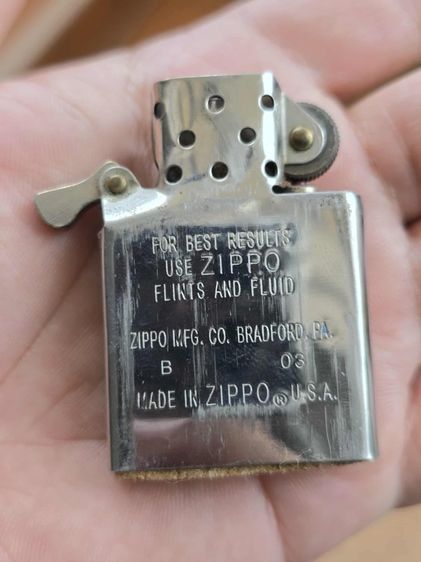 FOR BEST RESULTS
USE ZIPPO
FLINTS AND FLUID
ZIPPO MFG. CO. BRADFORD, PA.
B 03
MADE IN ZIPPO ® U.S.A.